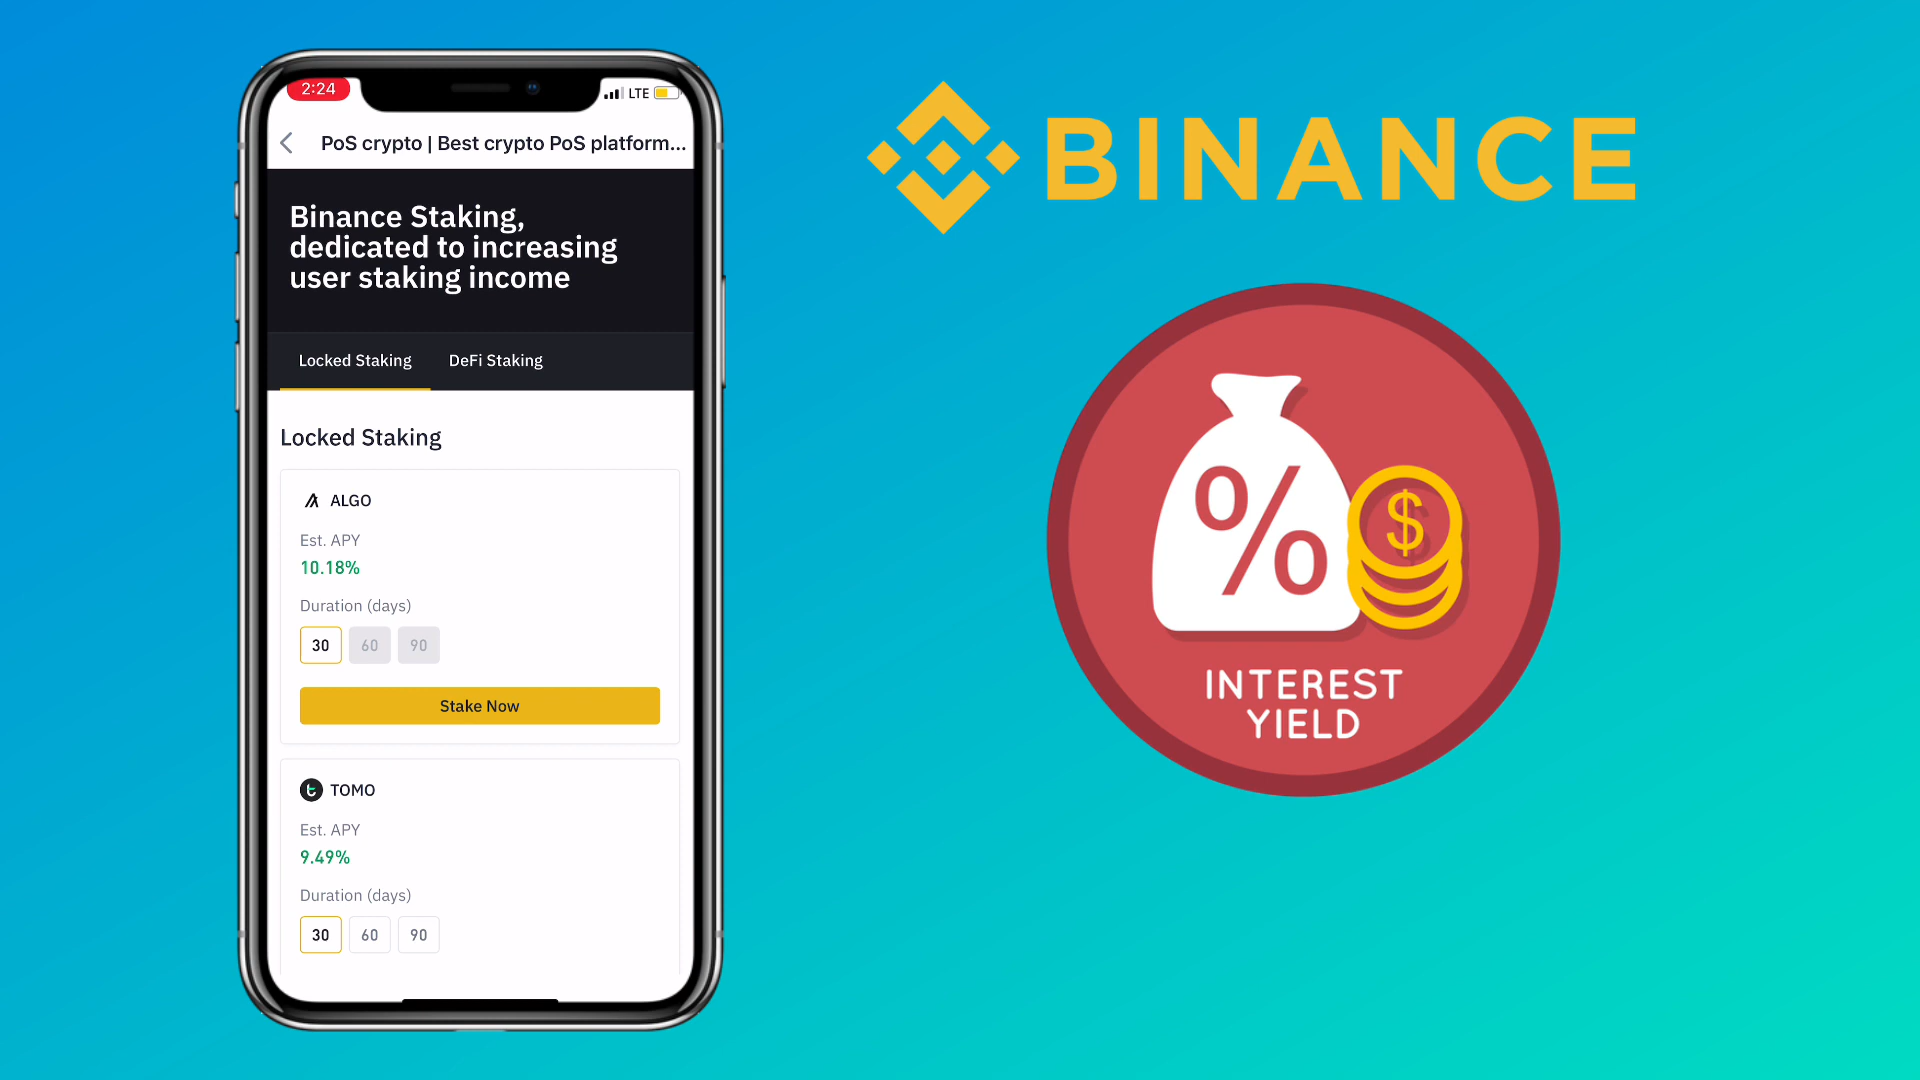 2:24
LTE
PoS crypto | Best crypto PoS platform...
Binance Staking,
dedicated to increasing
user staking income
Locked Staking
DeFi Staking
Locked Staking
ALGO
Est. APY
10.18%
Duration (days)
30 60 90
Stake Now
TOMO
Est. APY
9.49%
Duration (days)
30 60 90
BINANCE
%
$
INTEREST
YIELD